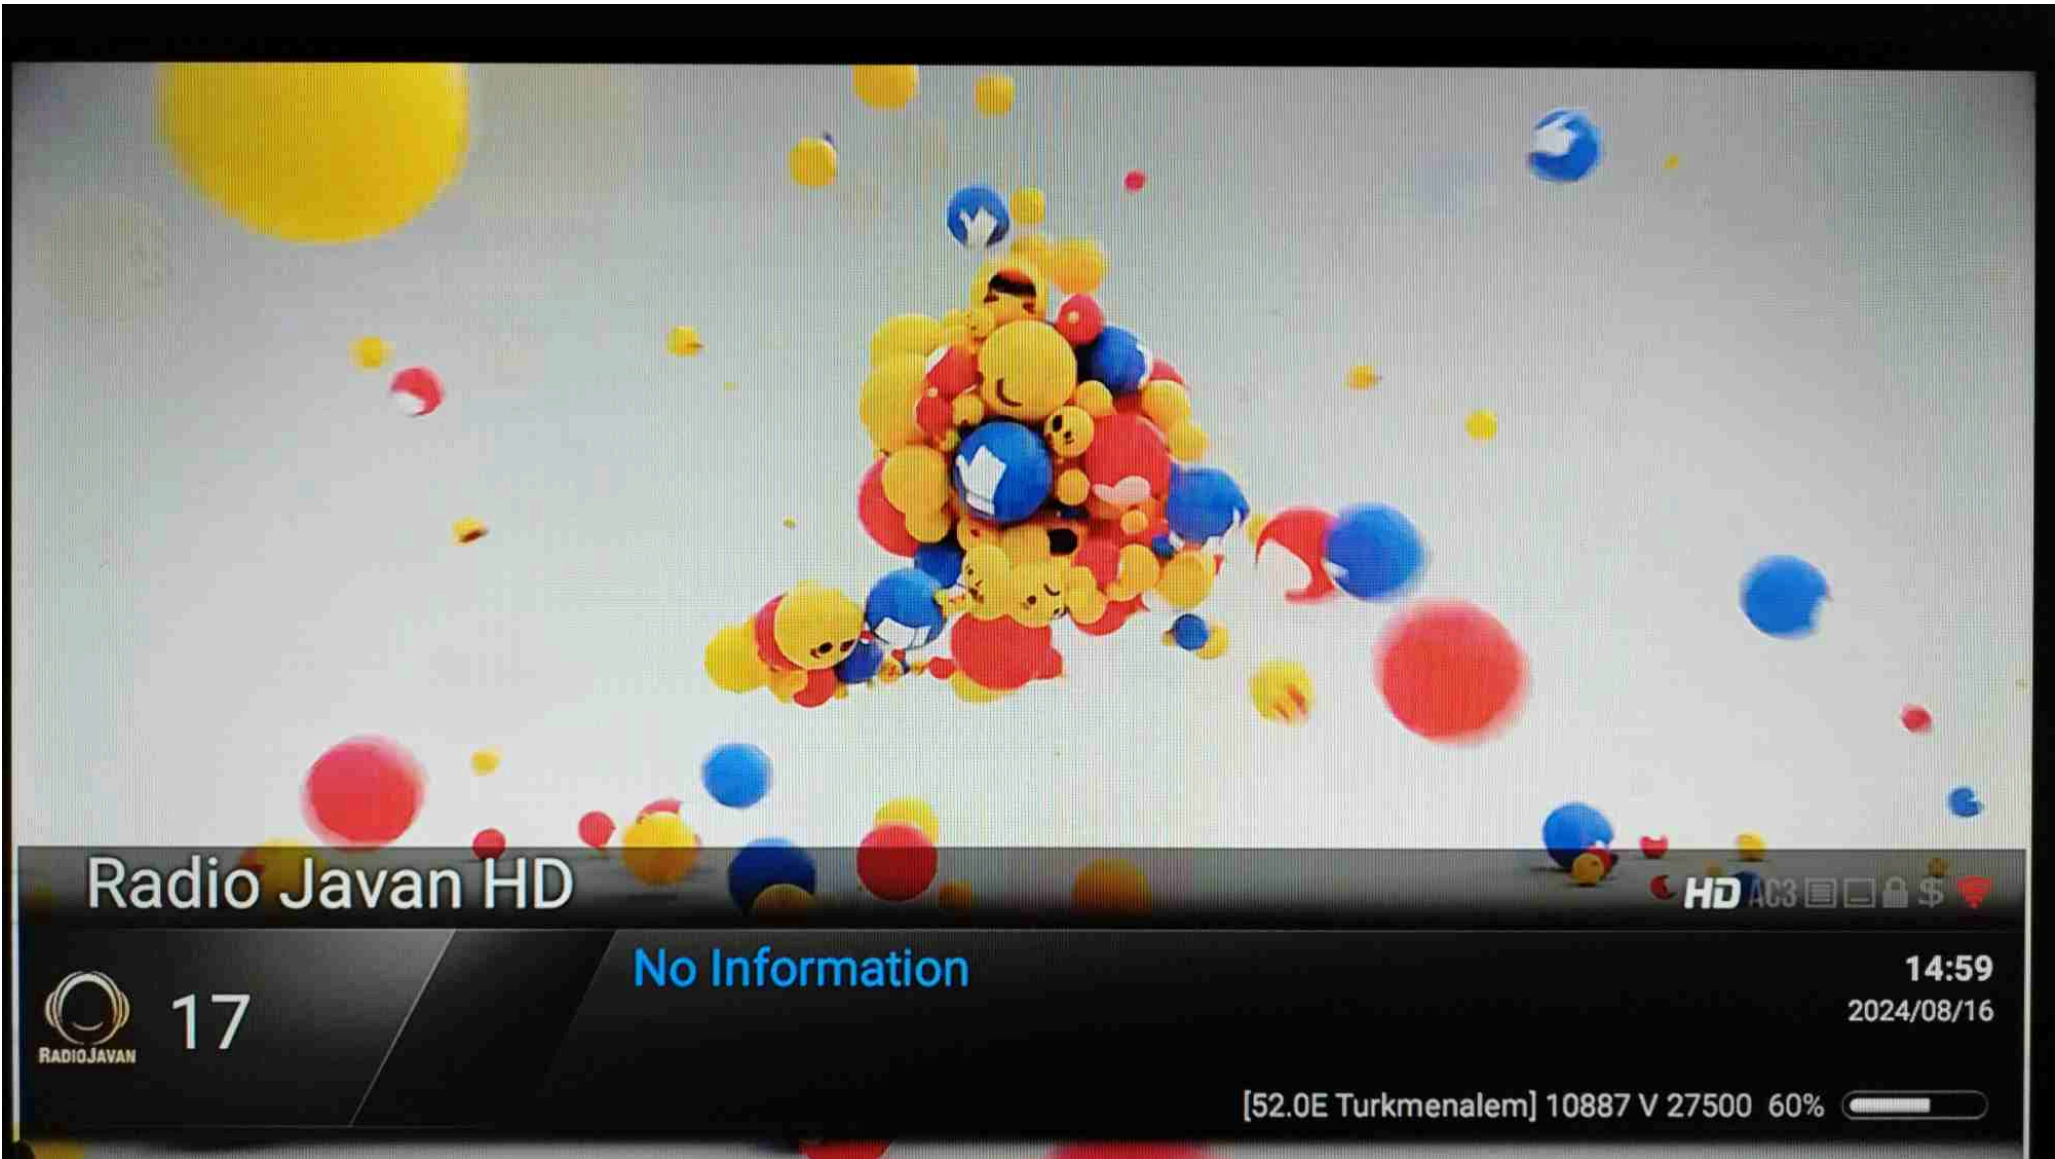 Radio Javan HD
HD AC3 $
RADIOJAVAN
17
No Information
14:59
2024/08/16
[52.0E Turkmenalem] 10887 V 27500 60%